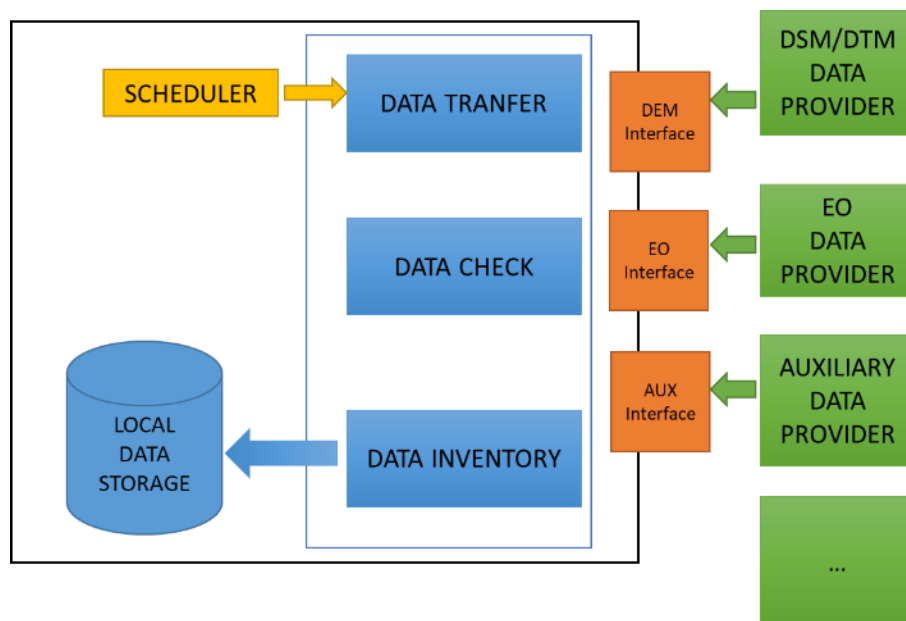 SCHEDULER
DATA TRANFER
DATA CHECK
DATA INVENTORY
LOCAL
DATA
STORAGE
DEM
Interface
EO
Interface
AUX
Interface
DSM/DTM
DATA
PROVIDER
EO
DATA
PROVIDER
AUXILIARY
DATA
PROVIDER
...